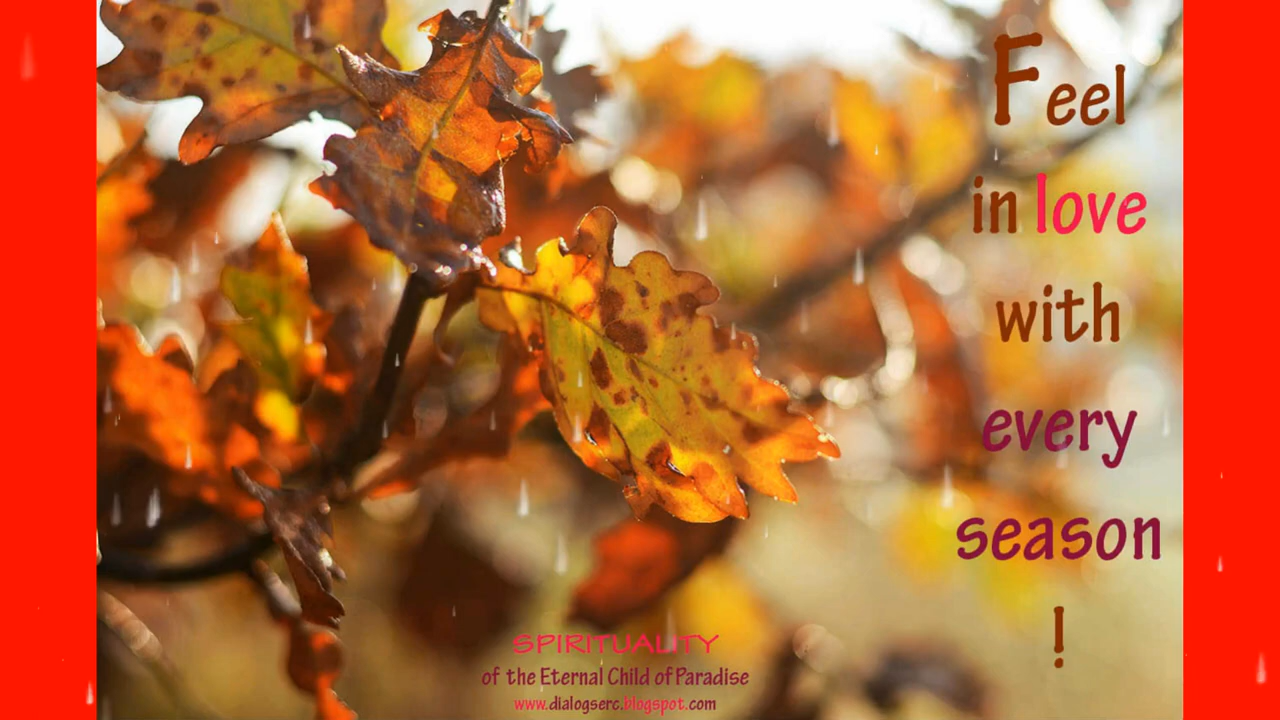 Feel
in love
with
every
season
!
SPIRITUALITY
of the Eternal Child of Paradise
www.dialogserc.blogspot.com